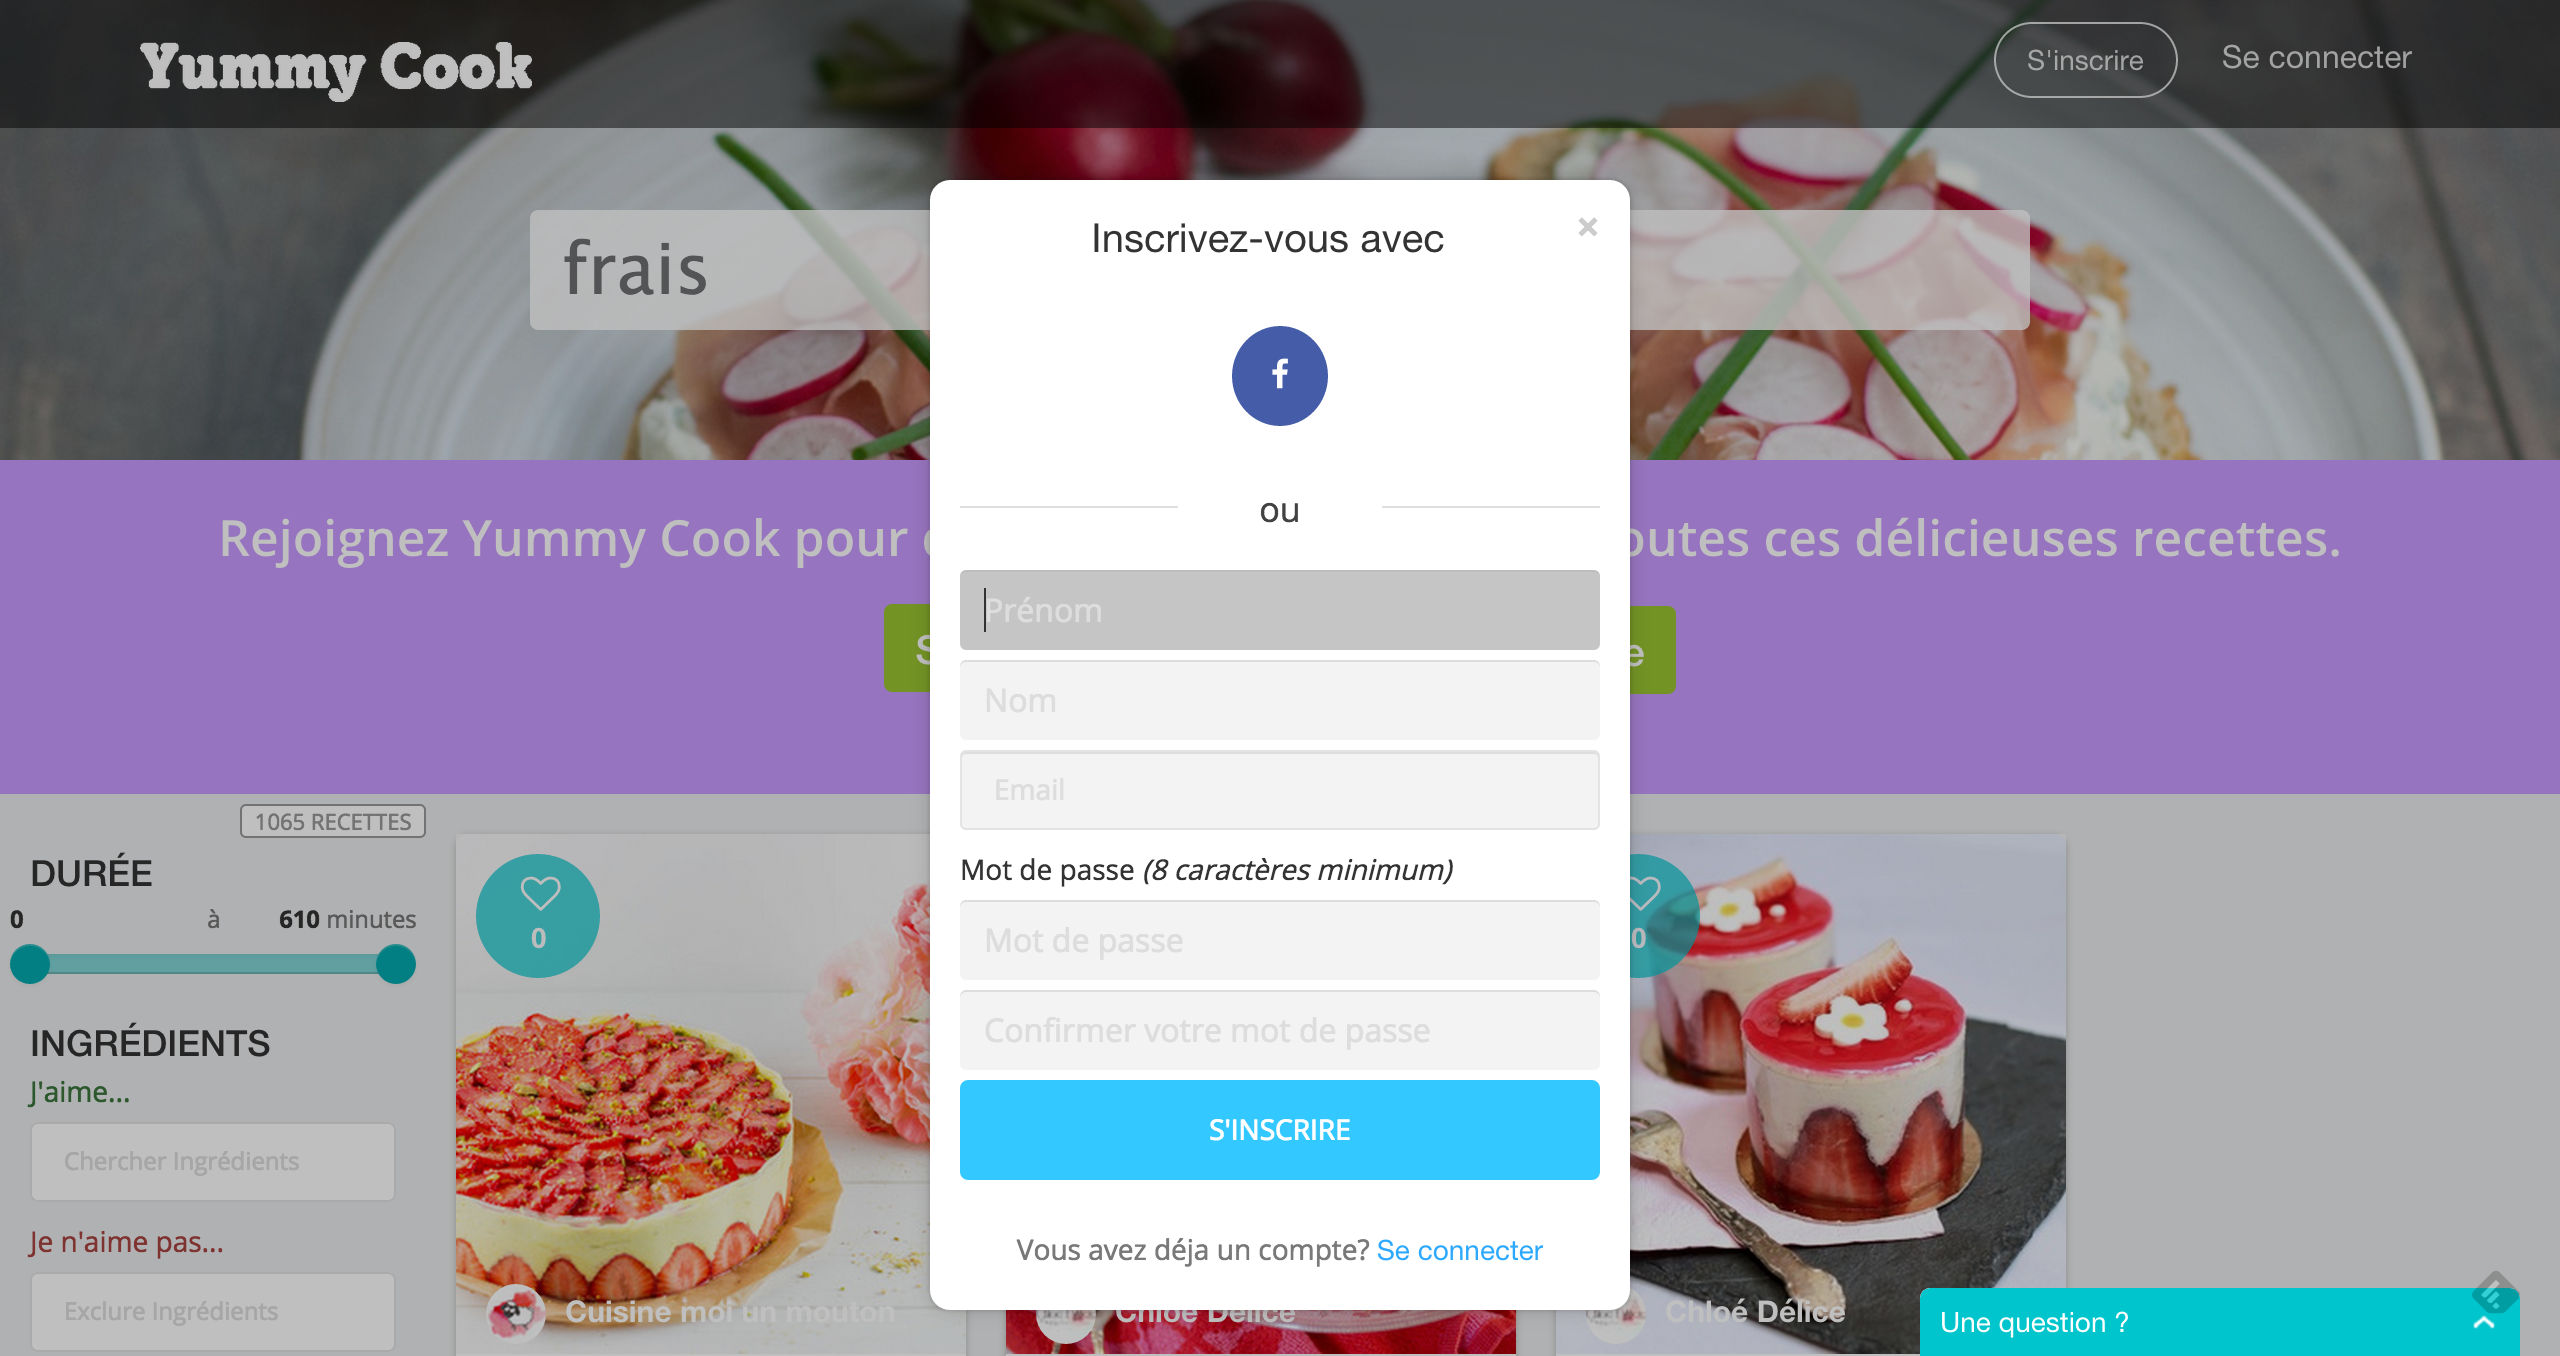 Yummy Cook
S'inscrire
Se connecter
frais
Inscrivez-vous avec
×
f
ou
Rejoignez Yummy Cook pour
outes ces délicieuses recettes.
S
e
Prénom
Nom
Email
Mot de passe (8 caractères minimum)
Mot de passe
Confirmer votre mot de passe
S'INSCRIRE
Vous avez déja un compte? Se connecter
1065 RECETTES
DURÉE
0 à 610 minutes
INGRÉDIENTS
J'aime...
Chercher Ingrédients
Je n'aime pas...
Exclure Ingrédients
0
0
Cuisine moi un mouton
Chloé Délice
Chloé Délice
Une question ?